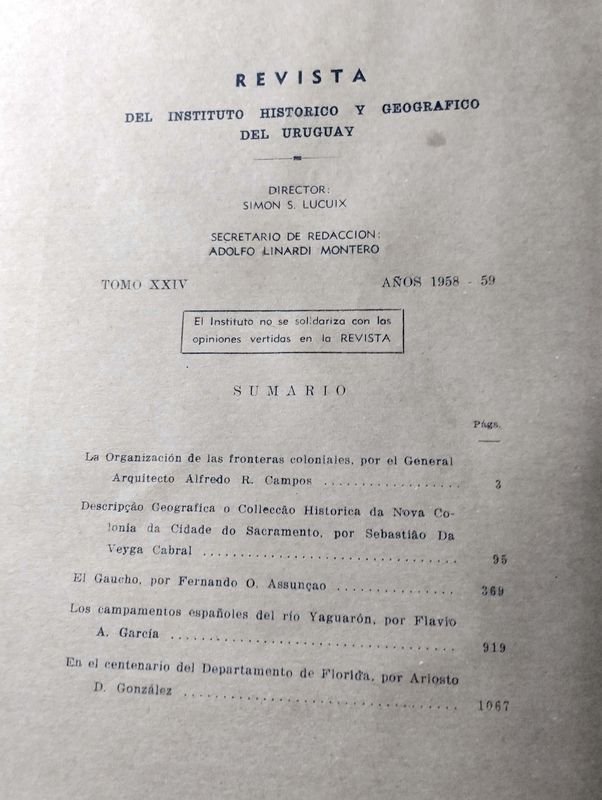 REVISTA
DEL INSTITUTO HISTORICO Y GEOGRAFICO
DEL URUGUAY
DIRECTOR:
SIMON S. LUCUIX
SECRETARIO DE REDACCION:
ADOLFO LINARDI MONTERO
TOMO XXIV AÑOS 1958 - 59
El Instituto no se solidariza con las
opiniones vertidas en la REVISTA
SUMARIO
Págs.
La Organización de las fronteras coloniales, por el General
Arquitecto Alfredo R. Campos .................. 3
Descripção Geografica o Collecção Historica da Nova Co-
lonia da Cidade do Sacramento, por Sebastião Da
Veyga Cabral .................................. 95
El Gaucho, por Fernando O. Assunçao ............... 369
Los campamentos españoles del río Yaguarón, por Flavio
A. García ...................................... 919
En el centenario del Departamento de Florida, por Ariosto
D. González .................................... 1067